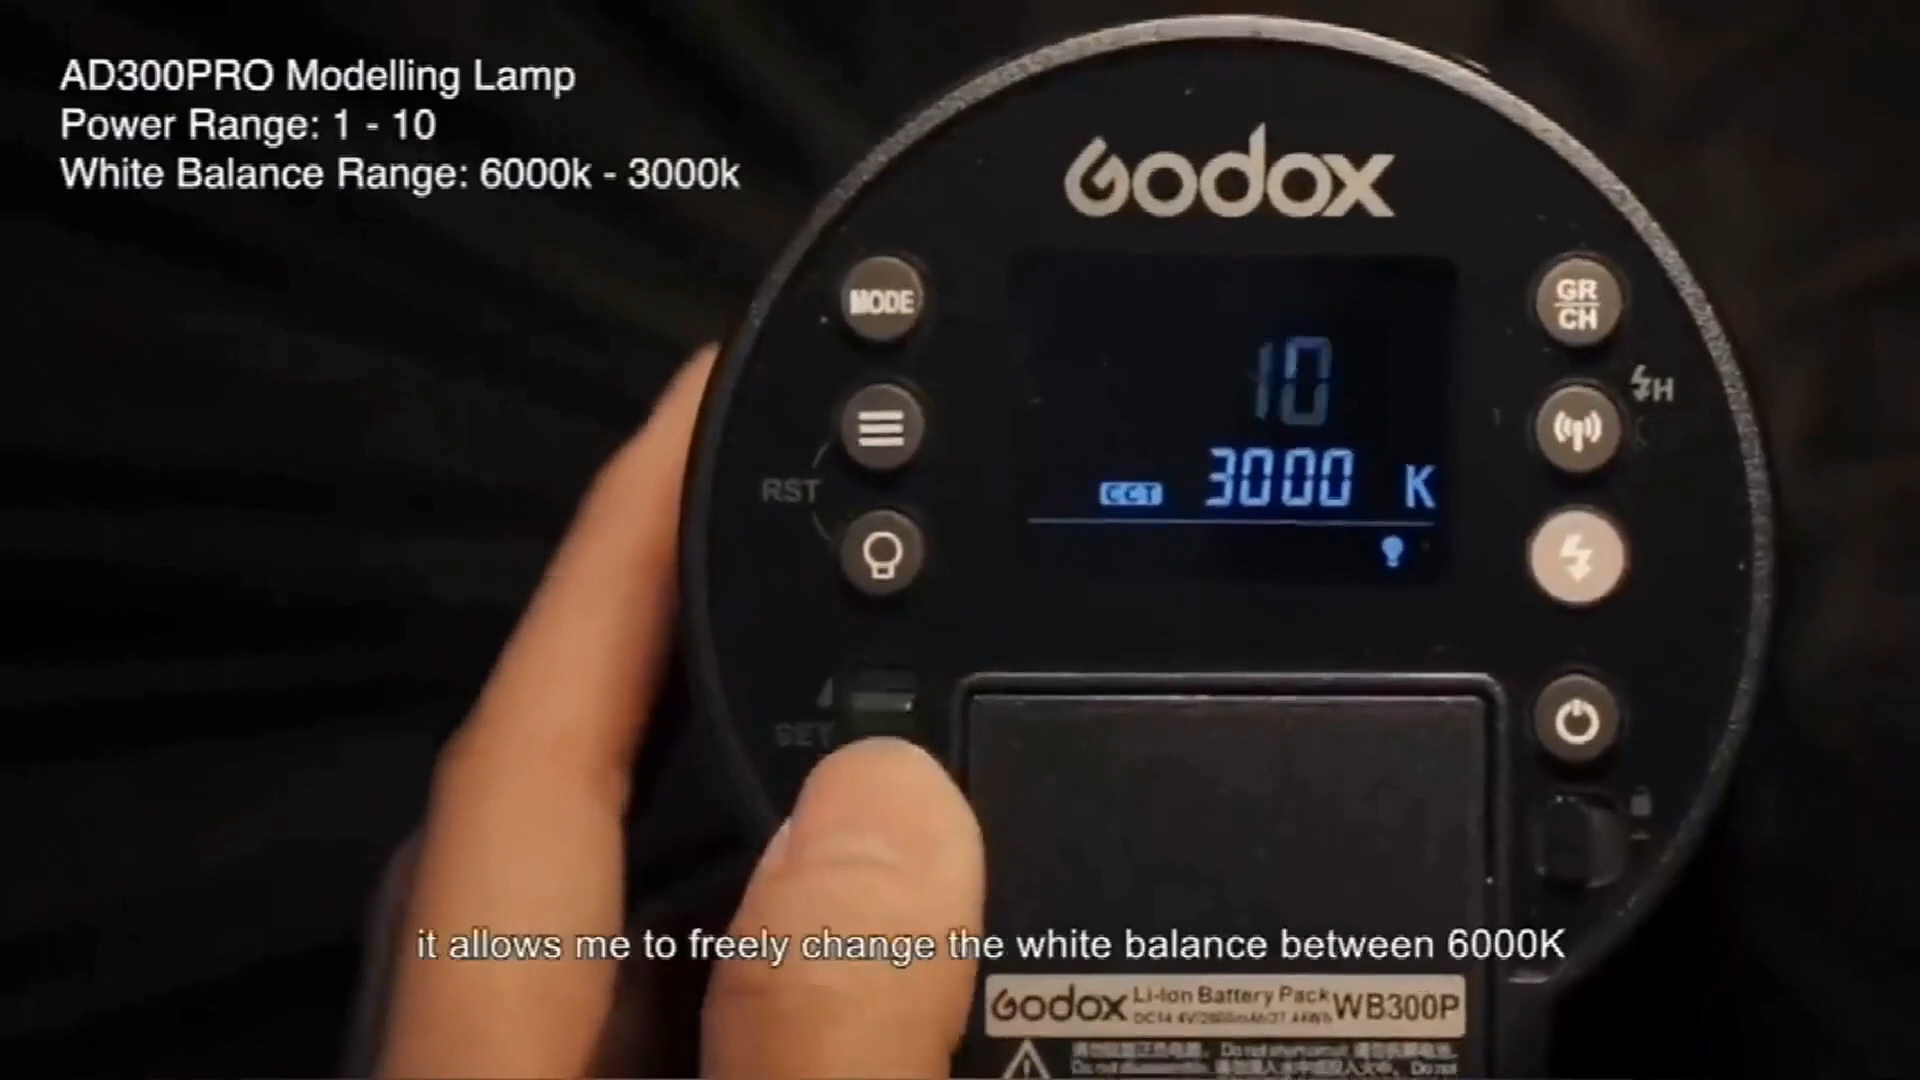 AD300PRO Modelling Lamp
Power Range: 1 - 10
White Balance Range: 6000k - 3000k
Godox
MODE
GR
CH
10
H
CCT 3000 K
RST
SET
it allows me to freely change the white balance between 6000K
Godox Li-Ion Battery Pack WB300P